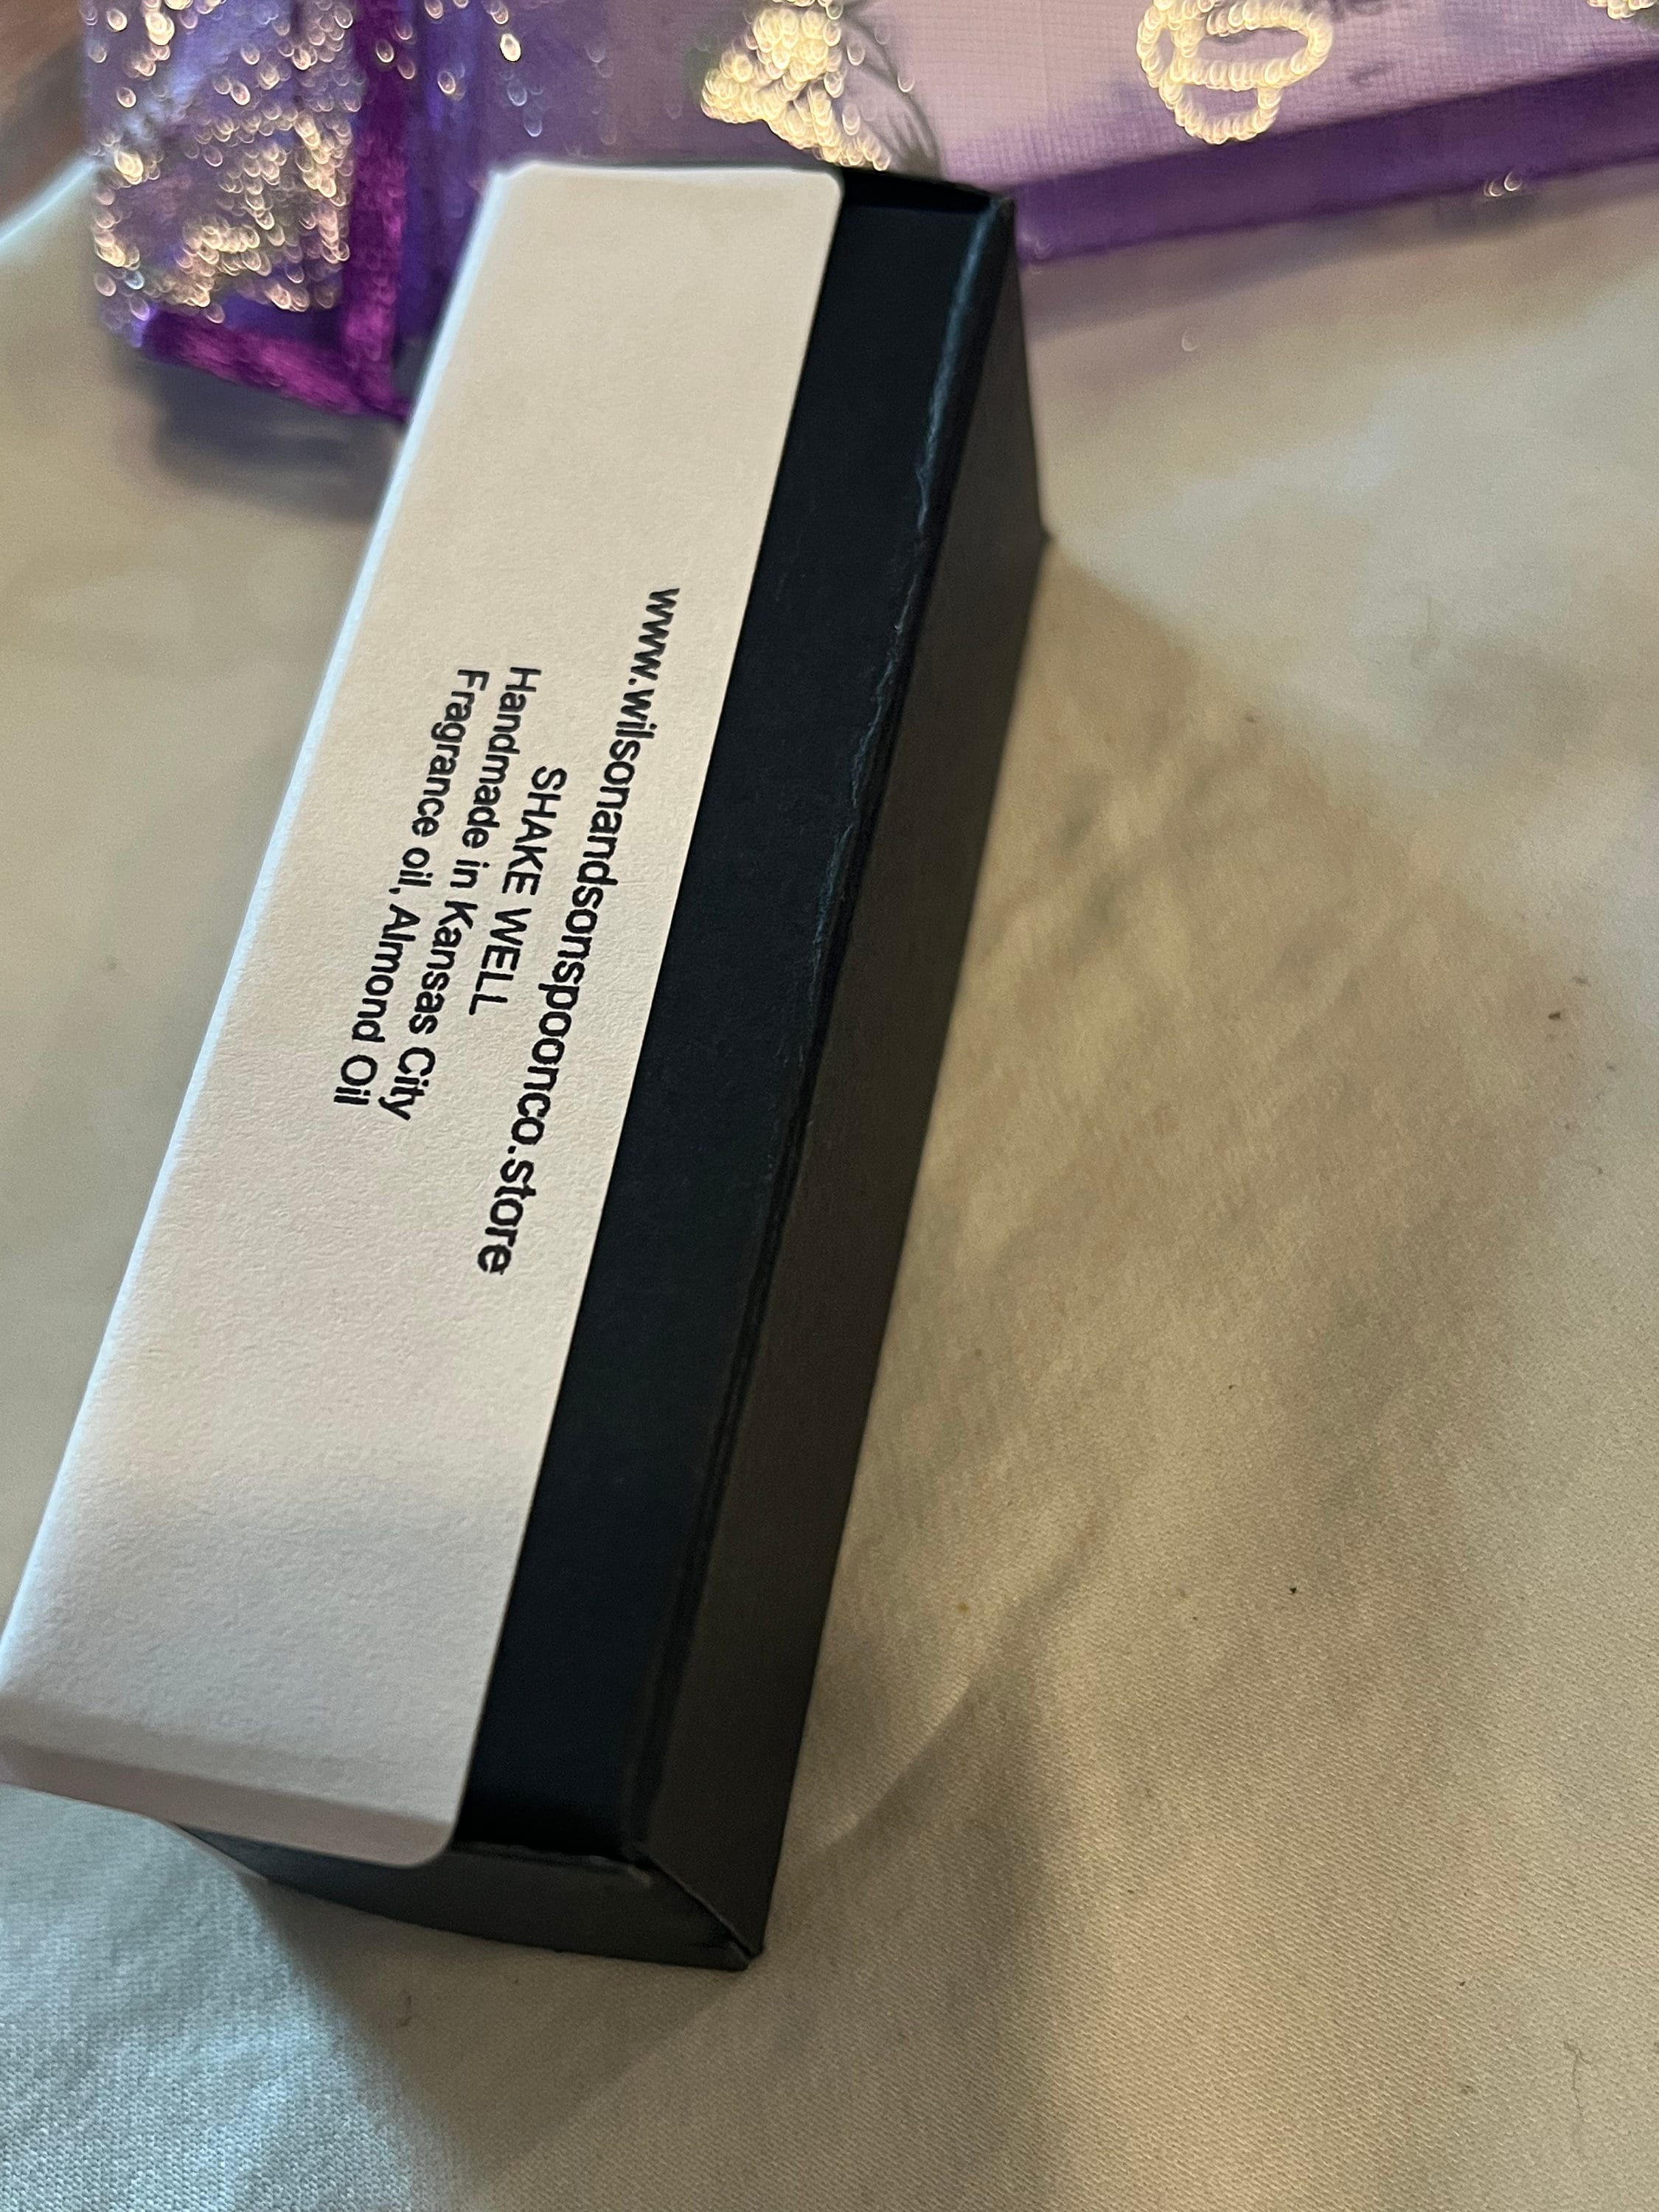 www.wilsonandsonspoonco.store
SHAKE WELL
Handmade in Kansas City
Fragrance oil, Almond Oil